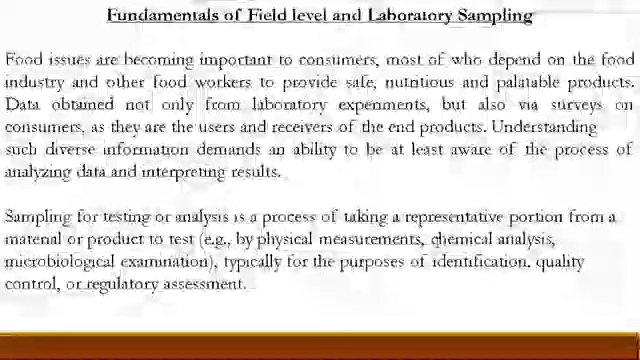 Fundamentals of Field level and Laboratory Sampling
Food issues are becoming important to consumers, most of who depend on the food
industry and other food workers to provide safe, nutritious and palatable products.
Data obtained not only from laboratory experiments, but also via surveys on
consumers, as they are the users and receivers of the end products. Understanding
such diverse information demands an ability to be at least aware of the process of
analyzing data and interpreting results.
Sampling for testing or analysis is a process of taking a representative portion from a
material or product to test (e.g., by physical measurements, chemical analysis,
microbiological examination), typically for the purposes of identification, quality
control, or regulatory assessment.